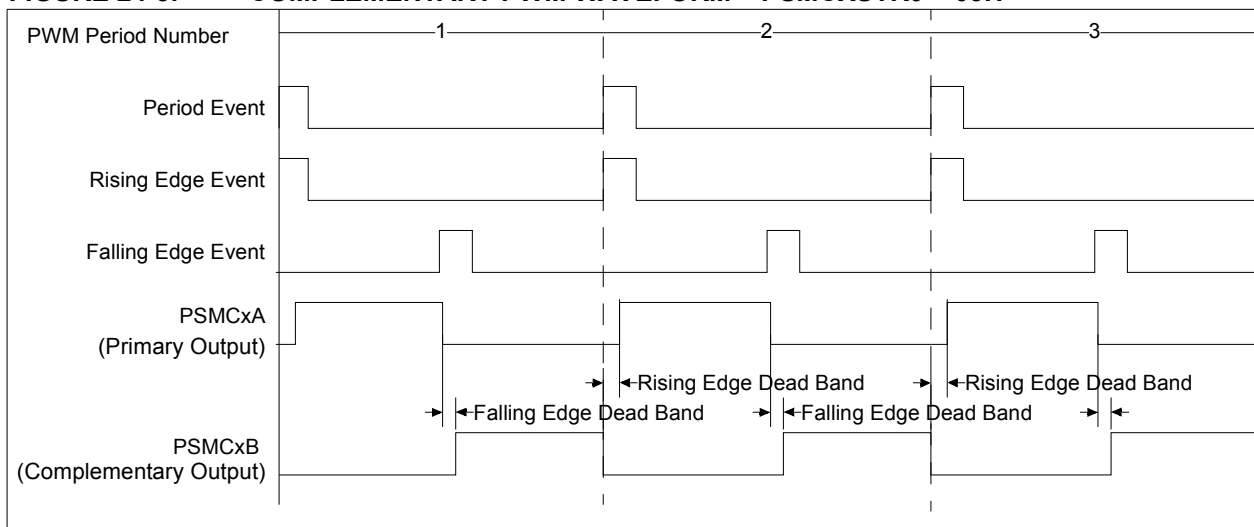 PWM Period Number
1
2
3
Period Event
Rising Edge Event
Falling Edge Event
PSMCxA
(Primary Output)
Rising Edge Dead Band
Rising Edge Dead Band
Falling Edge Dead Band
Falling Edge Dead Band
PSMCxB
(Complementary Output)